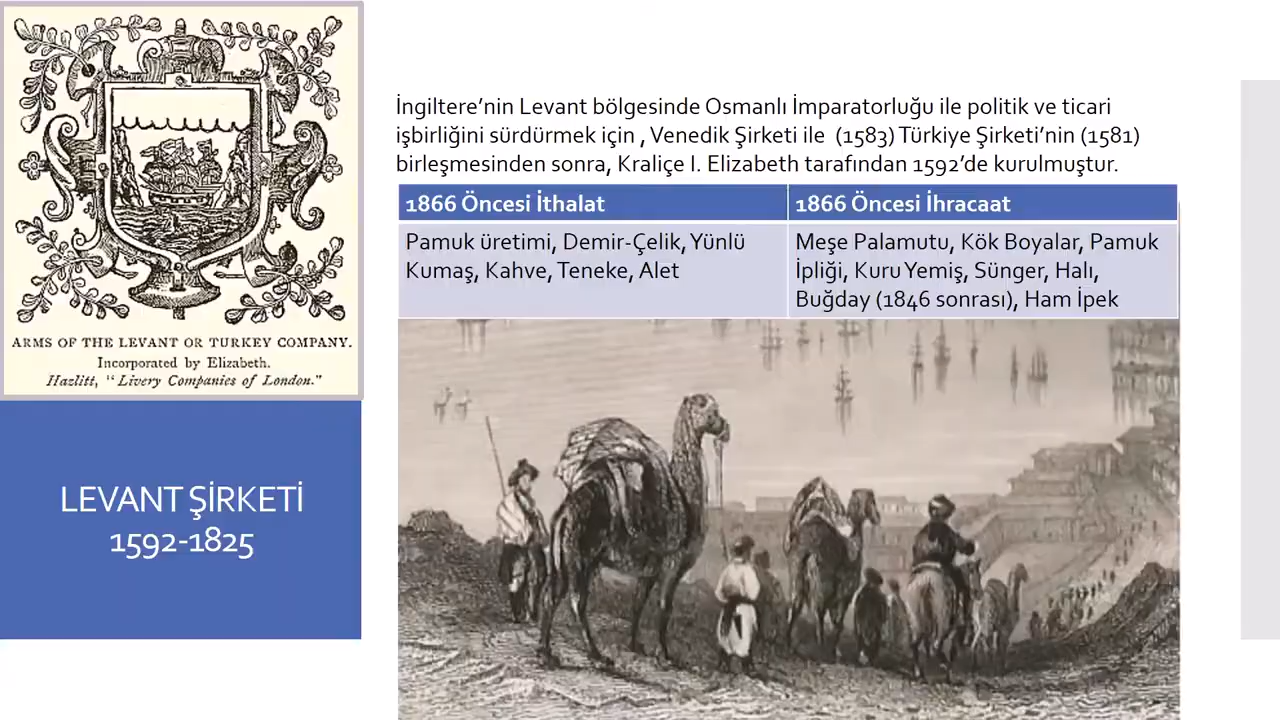 ARMS OF THE LEVANT OR TURKEY COMPANY.
Incorporated by Elizabeth.
Hazlitt, "Livery Companies of London."
LEVANT ŞİRKETİ
1592-1825
İngiltere'nin Levant bölgesinde Osmanlı İmparatorluğu ile politik ve ticari
işbirliğini sürdürmek için , Venedik Şirketi ile (1583) Türkiye Şirketi'nin (1581)
birleşmesinden sonra, Kraliçe I. Elizabeth tarafından 1592'de kurulmuştur.
1866 Öncesi İthalat
Pamuk üretimi, Demir-Çelik, Yünlü
Kumaş, Kahve, Teneke, Alet
1866 Öncesi İhracaat
Meşe Palamutu, Kök Boyalar, Pamuk
İpliği, Kuru Yemiş, Sünger, Halı,
Buğday (1846 sonrası), Ham İpek